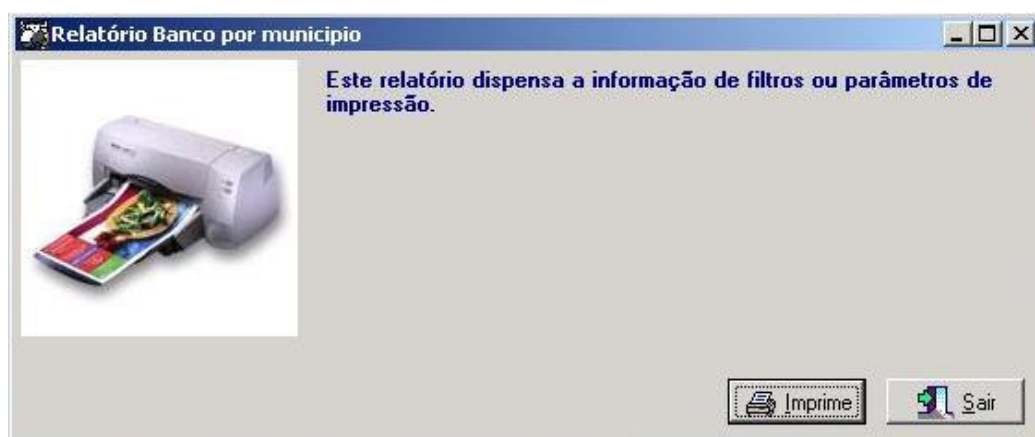 Relatório Banco por municipio
Este relatório dispensa a informação de filtros ou parâmetros de
impressão.
Imprime
Sair